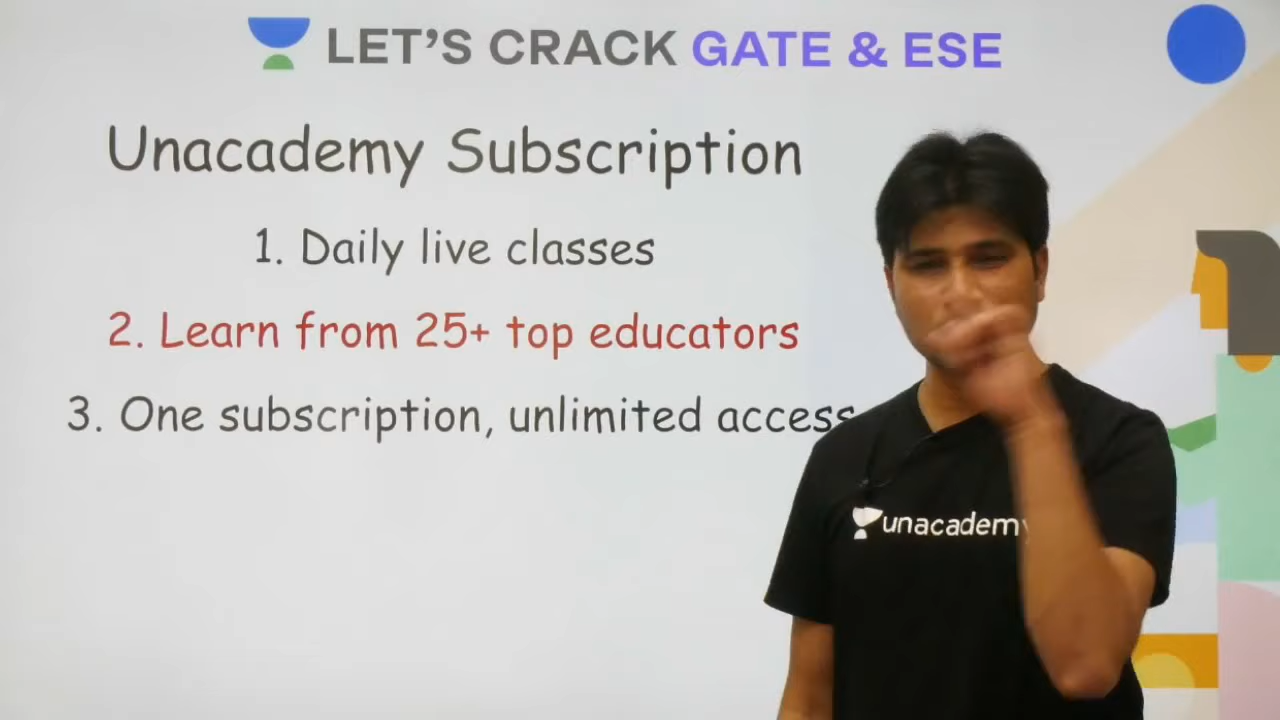 LET'S CRACK GATE & ESE
Unacademy Subscription
1. Daily live classes
2. Learn from 25+ top educators
3. One subscription, unlimited access
unacademy